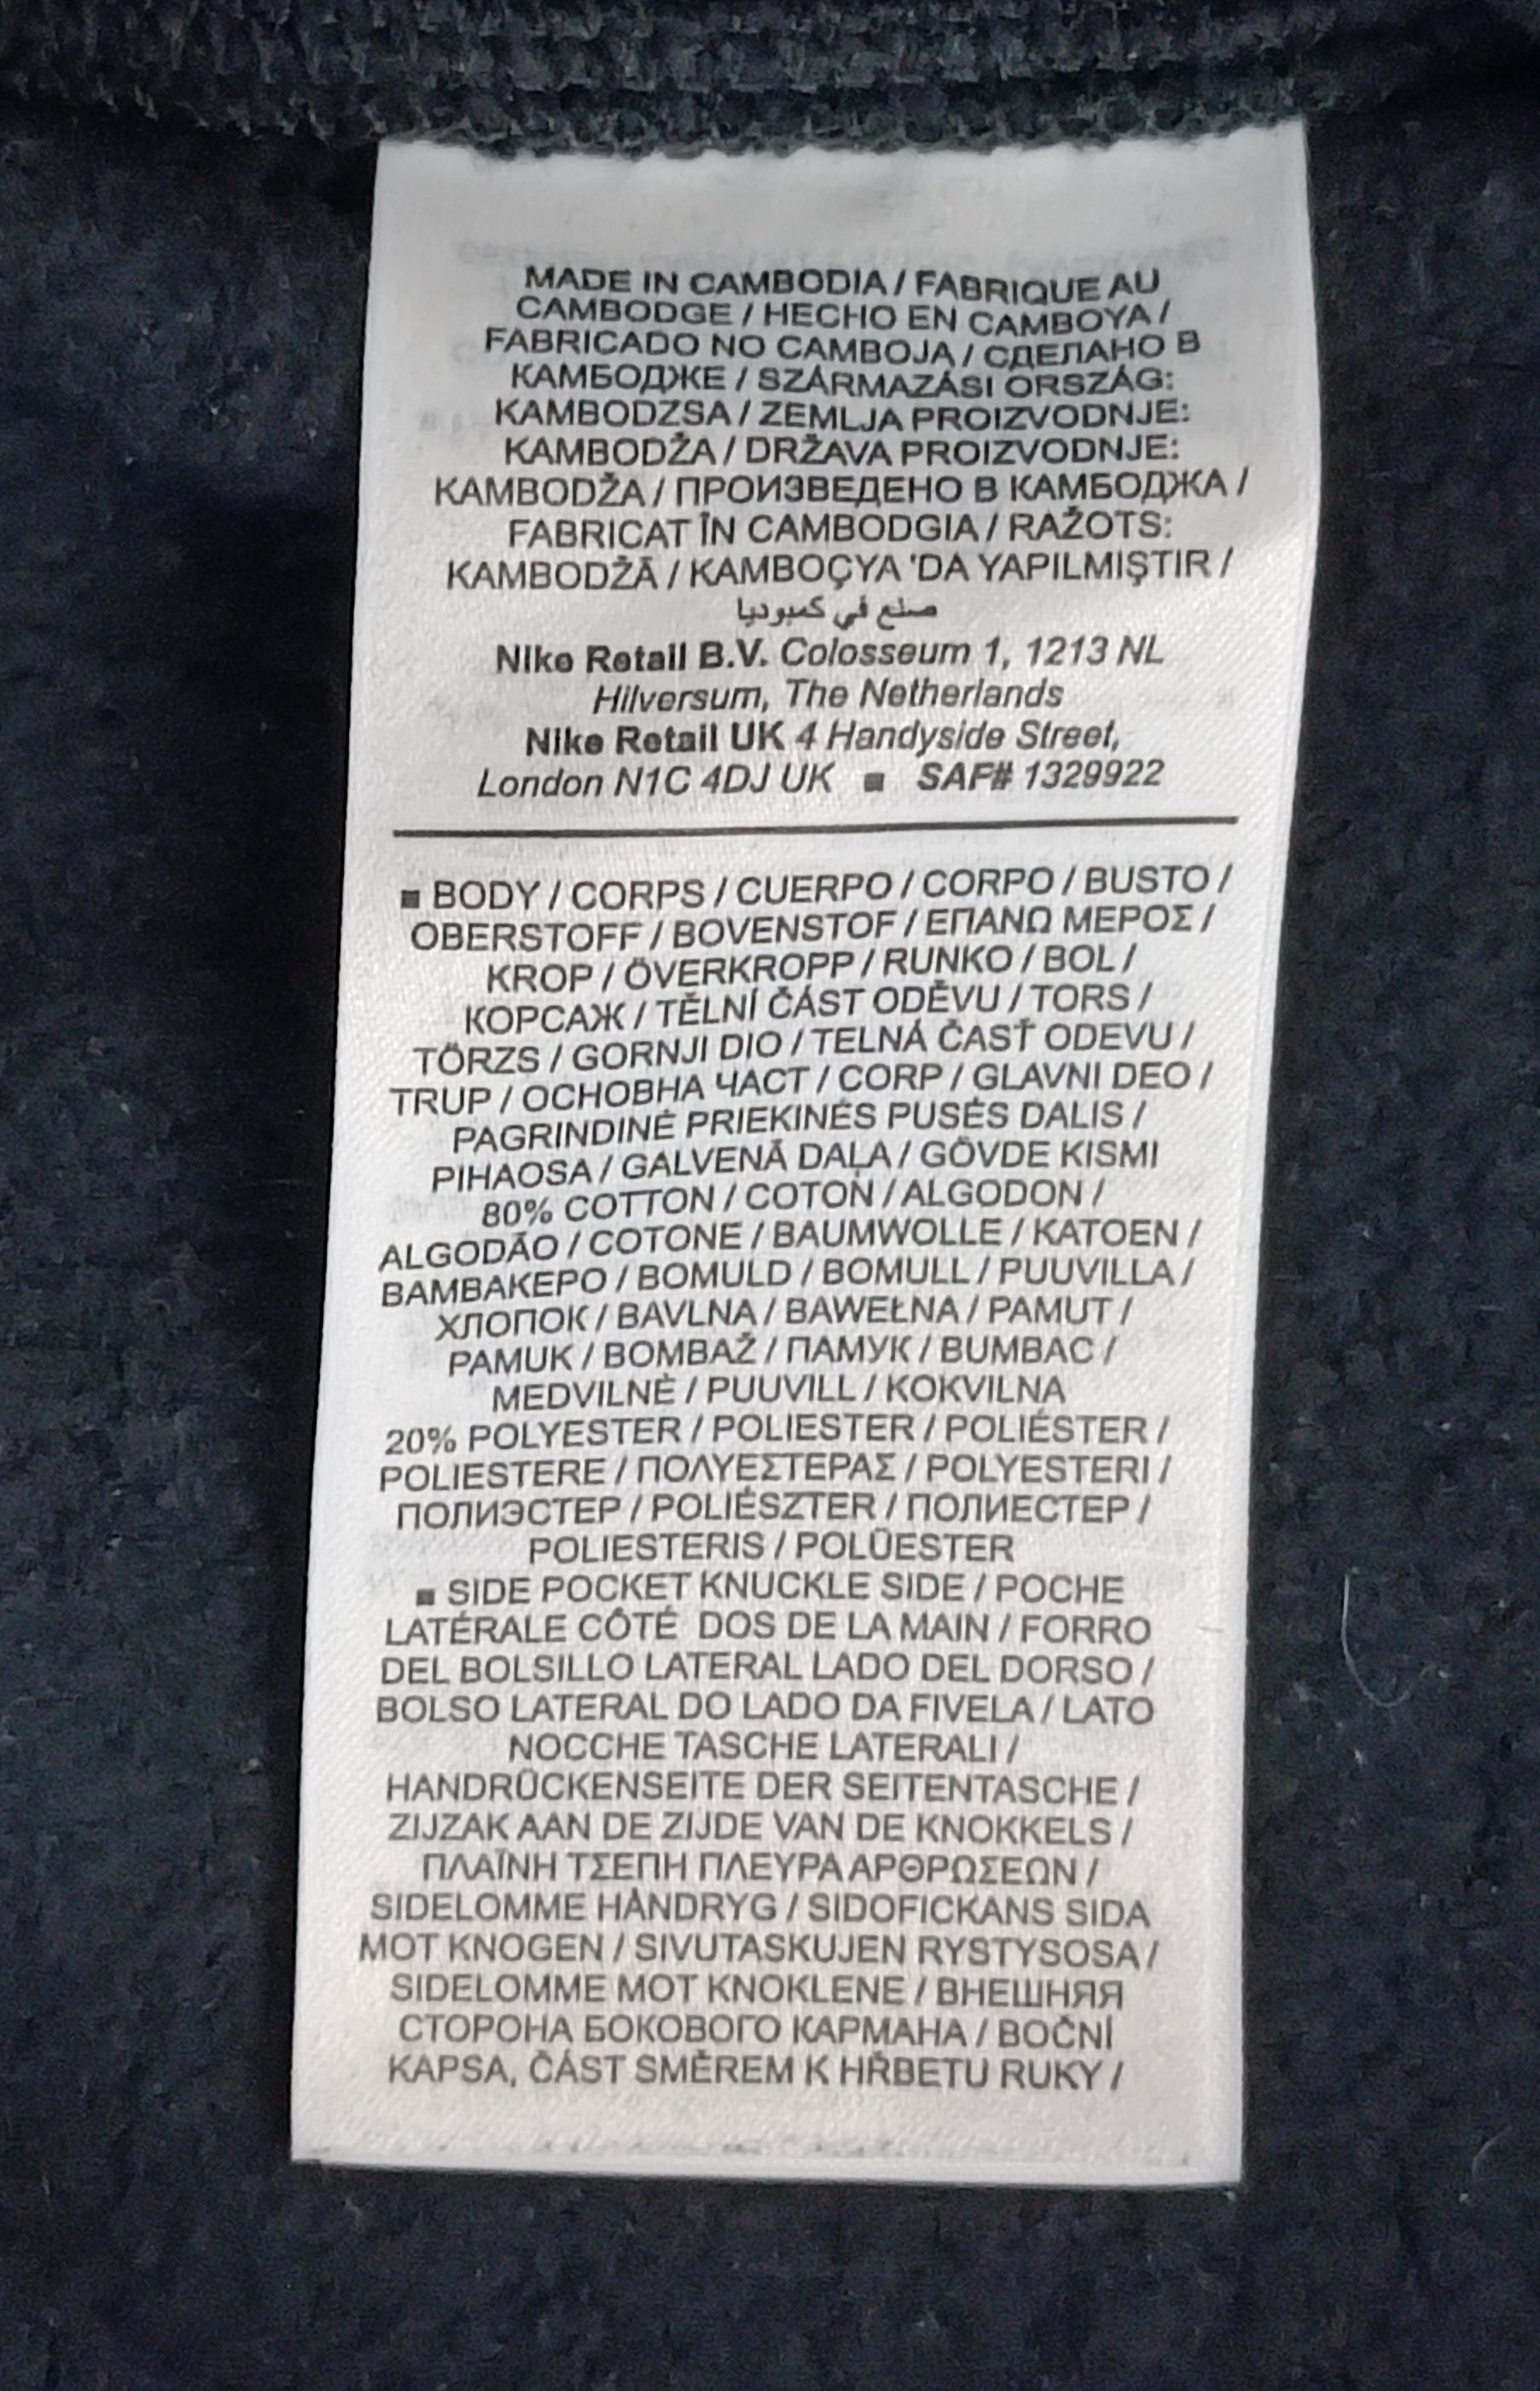 MADE IN CAMBODIA / FABRIQUE AU
CAMBODGE / HECHO EN CAMBOYA /
FABRICADO NO CAMBOJA / СДЕЛАНО В
КАМБОДЖЕ / SZÁRMAZÁSI ORSZÁG:
KAMBODZSA / ZEMLJA PROIZVODNJE:
KAMBODŽA / DRŽAVA PROIZVODNJE:
KAMBODŽA / ПРОИЗВЕДЕНО В КАМБОДЖА /
FABRICAT ÎN CAMBODGIA / RAŽOTS:
KAMBODŽĀ / KAMBOÇYA 'DA YAPILMIŞTIR /
صنع في كمبوديا
Nike Retail B.V. Colosseum 1, 1213 NL
Hilversum, The Netherlands
Nike Retail UK 4 Handyside Street,
London N1C 4DJ UK ■ SAF# 1329922
■ BODY / CORPS / CUERPO / CORPO / BUSTO /
OBERSTOFF / BOVENSTOF / ΕΠΑΝΩ ΜΕΡΟΣ /
KROP / ÖVERKROPP / RUNKO / BOL /
КОРСАЖ / TĚLNÍ ČÁST ODĚVU / TORS /
TÖRZS / GORNJI DIO / TELNÁ ČASŤ ODEVU /
TRUP / ОСНОВНА ЧАСТ / CORP / GLAVNI DEO /
PAGRINDINĖ PRIEKINĖS PUSĖS DALIS /
PIHAOSA / GALVENĀ DAĻA / GÖVDE KISMI
80% COTTON / COTON / ALGODON /
ALGODÃO / COTONE / BAUMWOLLE / KATOEN /
ΒΑΜΒΑΚΕΡΟ / BOMULD / BOMULL / PUUVILLA /
ХЛОПОК / BAVLNA / BAWEŁNA / PAMUT /
PAMUK / BOMBAŽ / ПАМУК / BUMBAC /
MEDVILNĖ / PUUVILL / KOKVILNA
20% POLYESTER / POLIESTER / POLIÉSTER /
POLIESTERE / ΠΟΛΥΕΣΤΕΡΑΣ / POLYESTERI /
ПОЛИЭСТЕР / POLIÉSZTER / ПОЛИЕСТЕР /
POLIESTERIS / POLÜESTER
■ SIDE POCKET KNUCKLE SIDE / POCHE
LATÉRALE CÔTÉ DOS DE LA MAIN / FORRO
DEL BOLSILLO LATERAL LADO DEL DORSO /
BOLSO LATERAL DO LADO DA FIVELA / LATO
NOCCHE TASCHE LATERALI /
HANDRÜCKENSEITE DER SEITENTASCHE /
ZIJZAK AAN DE ZIJDE VAN DE KNOKKELS /
ΠΛΑΪΝΗ ΤΣΕΠΗ ΠΛΕΥΡΑ ΑΡΘΡΩΣΕΩΝ /
SIDELOMME HÅNDRYG / SIDOFICKANS SIDA
MOT KNOGEN / SIVUTASKUJEN RYSTYSOSA /
SIDELOMME MOT KNOKLENE / ВНЕШНЯЯ
СТОРОНА БОКОВОГО КАРМАНА / BOČNÍ
KAPSA, ČÁST SMĚREM K HŘBETU RUKY /